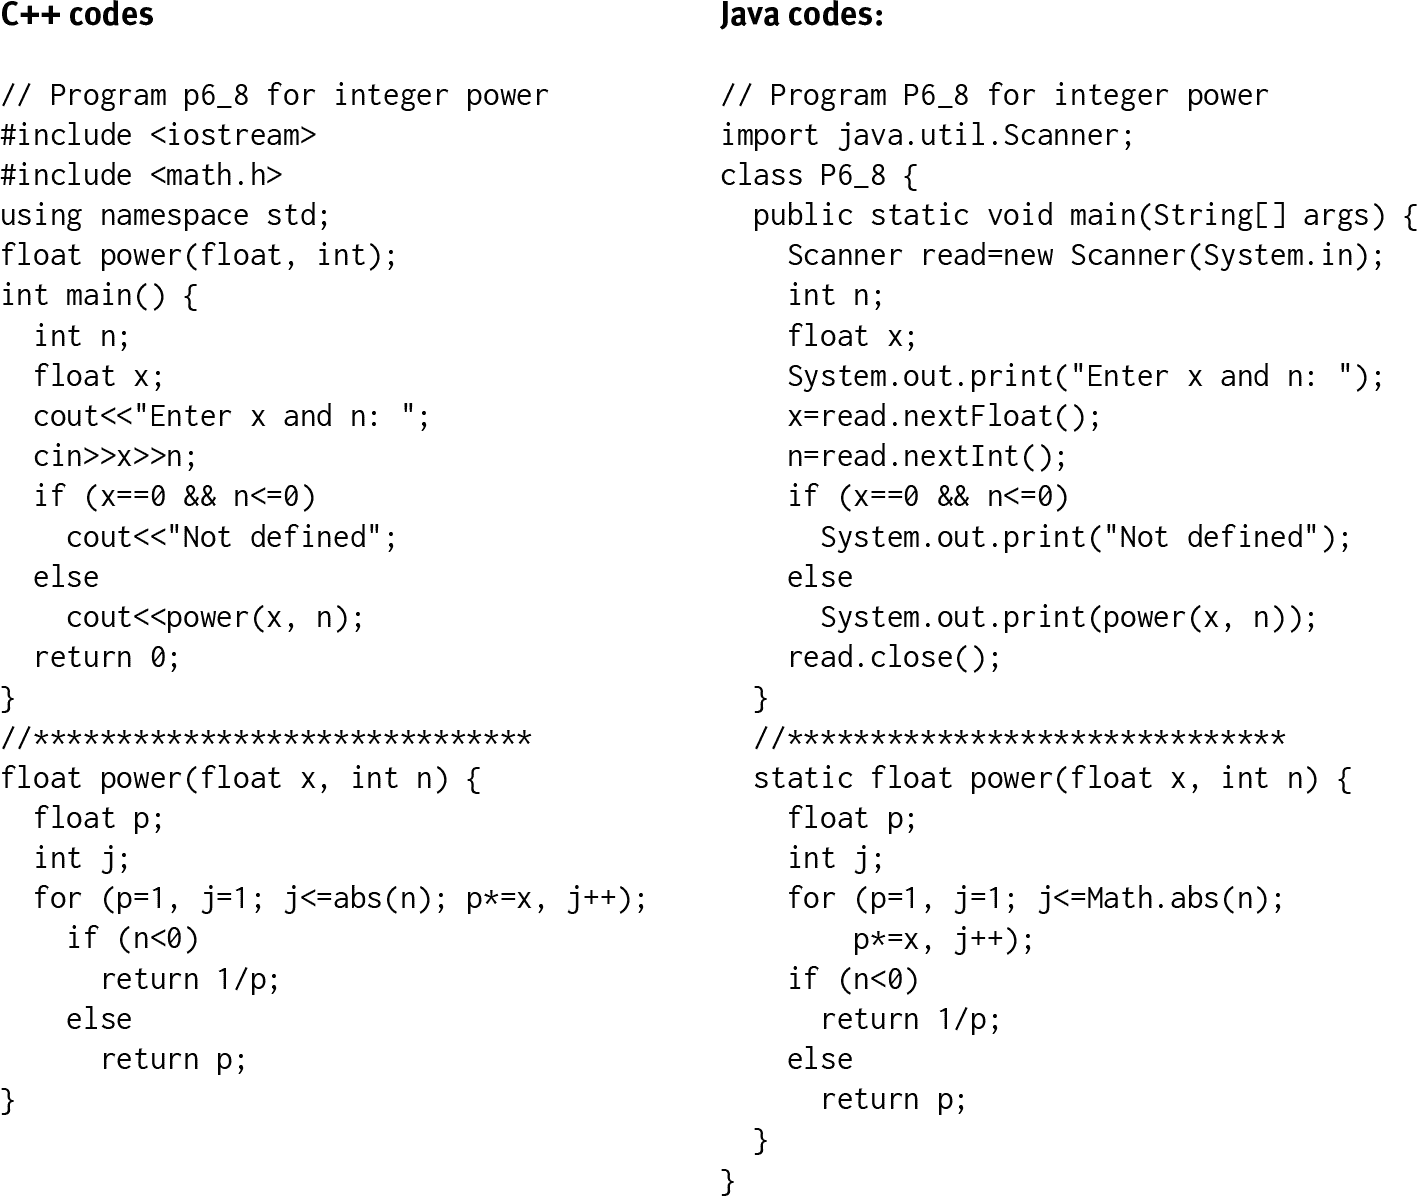 C++ codes
// Program p6_8 for integer power
#include <iostream>
#include <math.h>
using namespace std;
float power(float, int);
int main() {
  int n;
  float x;
  cout<<"Enter x and n: ";
  cin>>x>>n;
  if (x==0 && n<=0)
    cout<<"Not defined";
  else
    cout<<power(x, n);
  return 0;
}
//******************************
float power(float x, int n) {
  float p;
  int j;
  for (p=1, j=1; j<=abs(n); p*=x, j++);
    if (n<0)
      return 1/p;
    else
      return p;
}
Java codes:
// Program P6_8 for integer power
import java.util.Scanner;
class P6_8 {
  public static void main(String[] args) {
    Scanner read=new Scanner(System.in);
    int n;
    float x;
    System.out.print("Enter x and n: ");
    x=read.nextFloat();
    n=read.nextInt();
    if (x==0 && n<=0)
      System.out.print("Not defined");
    else
      System.out.print(power(x, n));
    read.close();
  }
  //******************************
  static float power(float x, int n) {
    float p;
    int j;
    for (p=1, j=1; j<=Math.abs(n);
        p*=x, j++);
    if (n<0)
      return 1/p;
    else
      return p;
  }
}